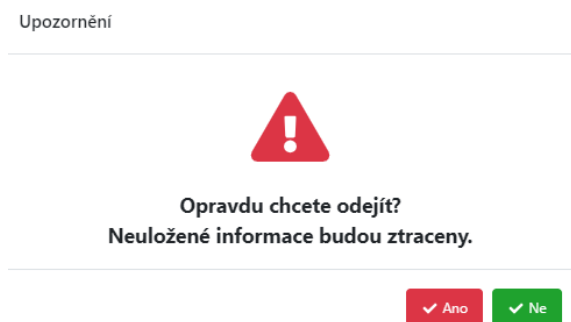 Upozornění
Opravdu chcete odejít?
Neuložené informace budou ztraceny.
Ano
Ne